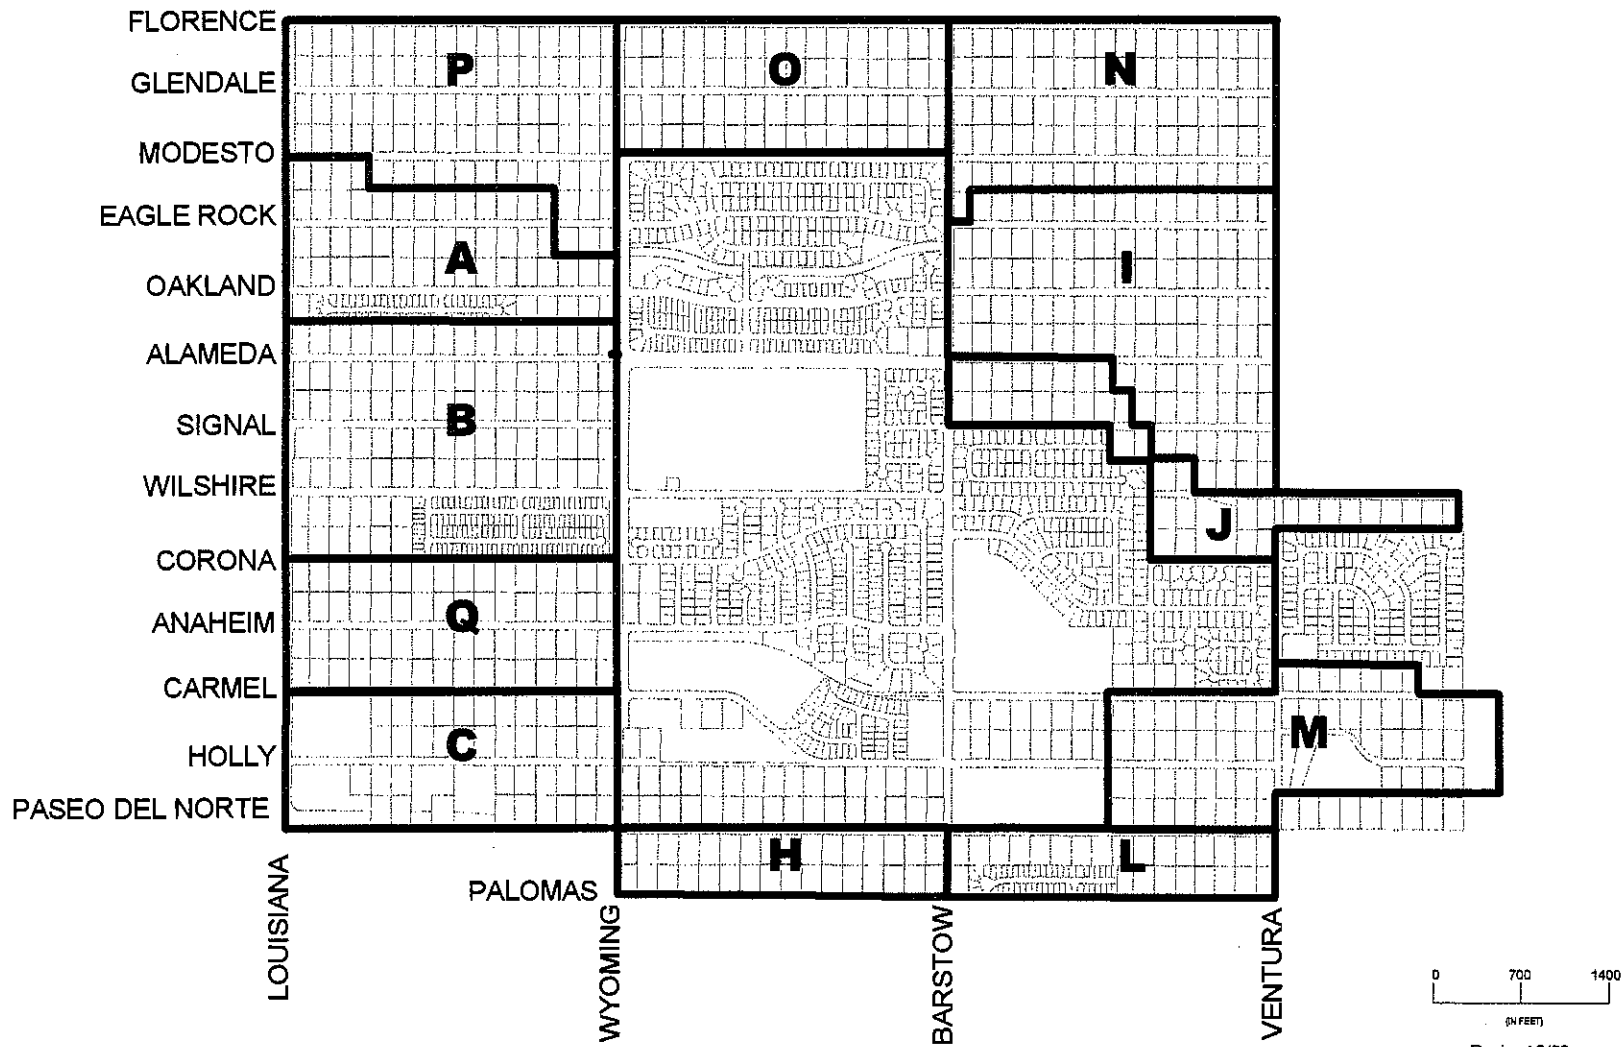 FLORENCE
GLENDALE
MODESTO
EAGLE ROCK
OAKLAND
ALAMEDA
SIGNAL
WILSHIRE
CORONA
ANAHEIM
CARMEL
HOLLY
PASEO DEL NORTE
PALOMAS
P
O
N
A
I
B
J
Q
C
M
H
L
LOUISIANA
WYOMING
BARSTOW
VENTURA
0 700 1400
(IN FEET)